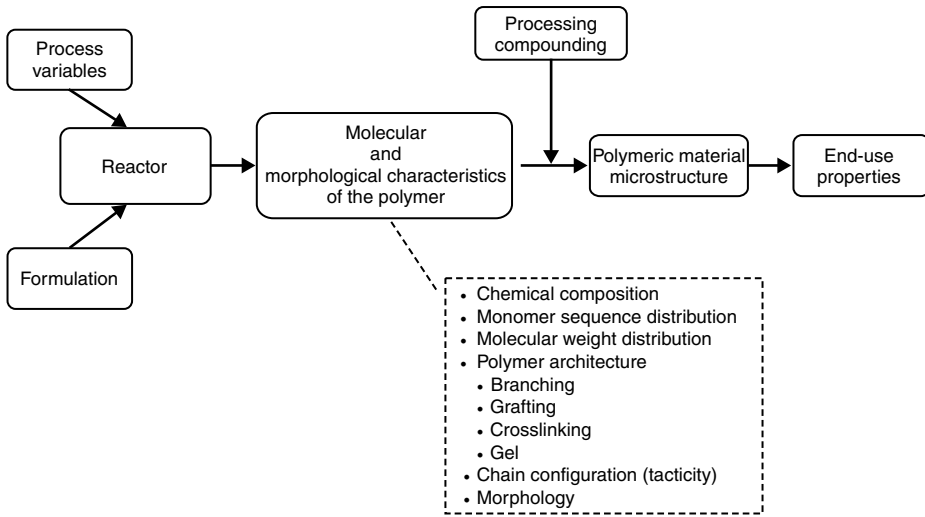 Processing
compounding
Process
variables
Reactor
Formulation
Molecular
and
morphological characteristics
of the polymer
Polymeric material
microstructure
End-use
properties
• Chemical composition
• Monomer sequence distribution
• Molecular weight distribution
• Polymer architecture
• Branching
• Grafting
• Crosslinking
• Gel
• Chain configuration (tacticity)
• Morphology